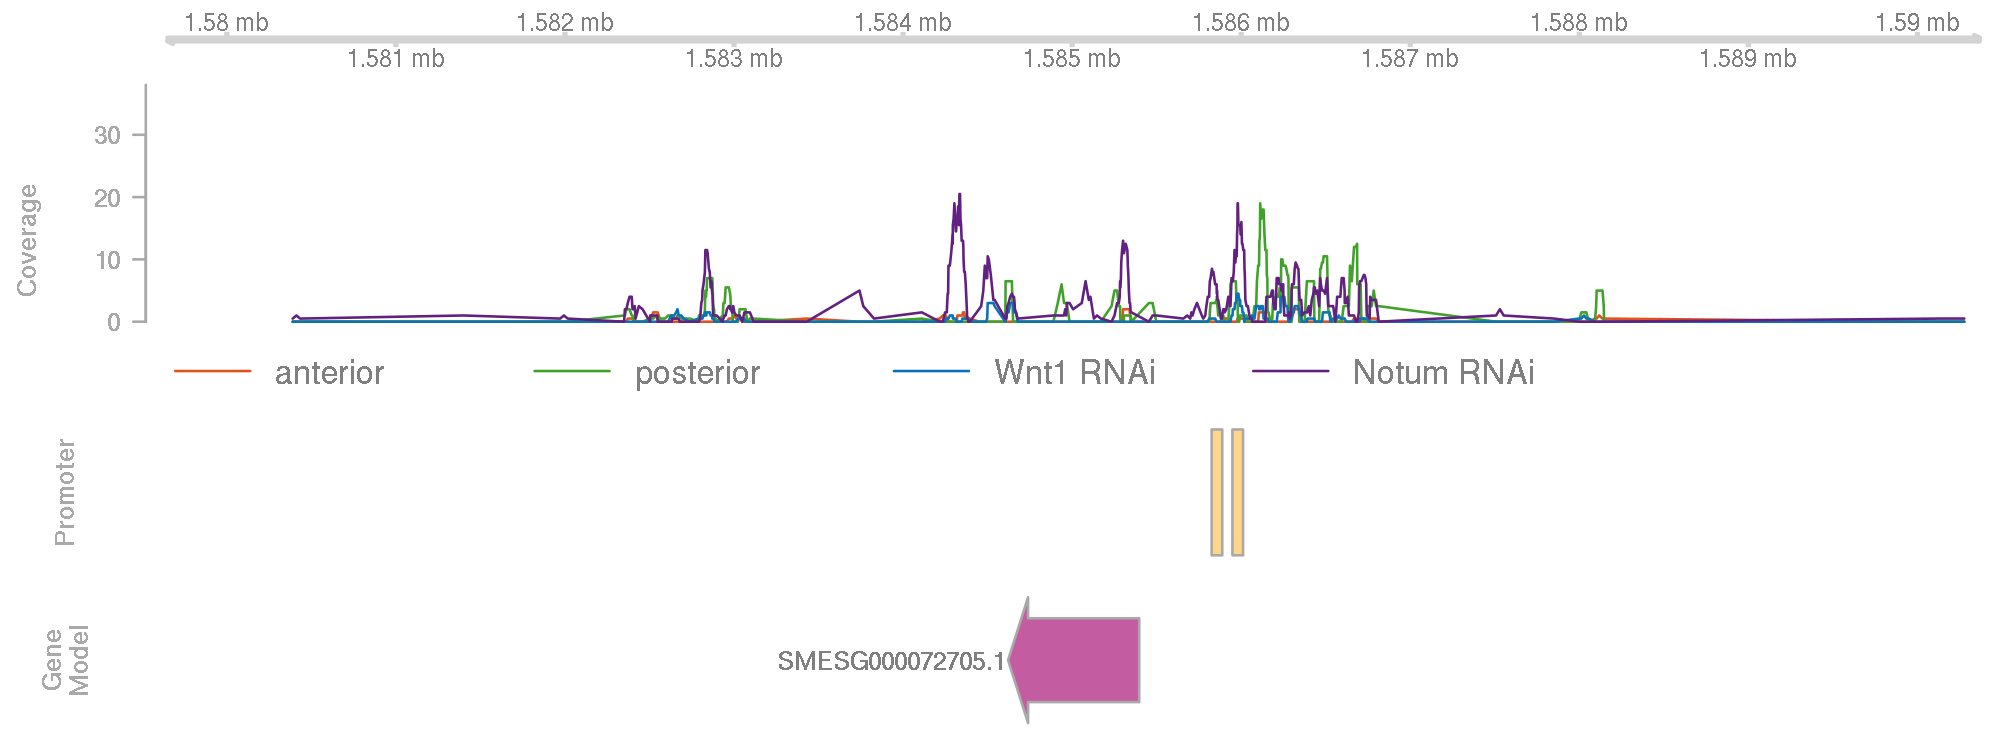 1.58 mb
1.582 mb
1.584 mb
1.586 mb
1.588 mb
1.59 mb
1.581 mb
1.583 mb
1.585 mb
1.587 mb
1.589 mb
Coverage
30
20
10
0
anterior
posterior
Wnt1 RNAi
Notum RNAi
Promoter
Gene
Model
SMESG000072705.1